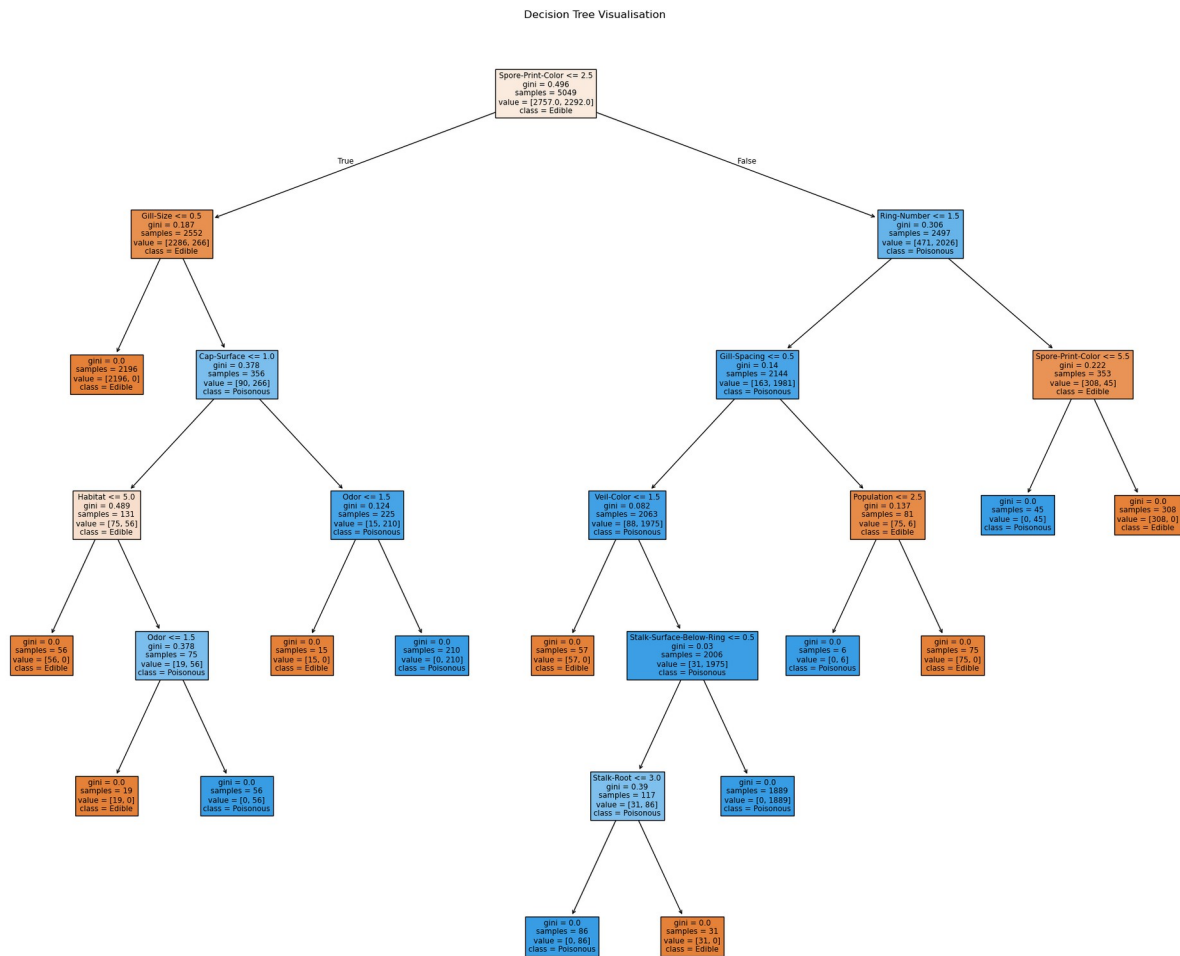 Decision Tree Visualisation
Spore-Print-Color <= 2.5
gini = 0.496
samples = 5049
value = [2757.0, 2292.0]
class = Edible
True
False
Gill-Size <= 0.5
gini = 0.187
samples = 2552
value = [2286, 266]
class = Edible
Ring-Number <= 1.5
gini = 0.306
samples = 2497
value = [471, 2026]
class = Poisonous
gini = 0.0
samples = 2196
value = [2196, 0]
class = Edible
Cap-Surface <= 1.0
gini = 0.378
samples = 356
value = [90, 266]
class = Poisonous
Gill-Spacing <= 0.5
gini = 0.14
samples = 2144
value = [163, 1981]
class = Poisonous
Spore-Print-Color <= 5.5
gini = 0.222
samples = 353
value = [308, 45]
class = Edible
Habitat <= 5.0
gini = 0.489
samples = 131
value = [75, 56]
class = Edible
Odor <= 1.5
gini = 0.124
samples = 225
value = [15, 210]
class = Poisonous
Veil-Color <= 1.5
gini = 0.082
samples = 2063
value = [88, 1975]
class = Poisonous
Population <= 2.5
gini = 0.137
samples = 81
value = [75, 6]
class = Edible
gini = 0.0
samples = 45
value = [0, 45]
class = Poisonous
gini = 0.0
samples = 308
value = [308, 0]
class = Edible
gini = 0.0
samples = 56
value = [56, 0]
class = Edible
Odor <= 1.5
gini = 0.378
samples = 75
value = [19, 56]
class = Poisonous
gini = 0.0
samples = 15
value = [15, 0]
class = Edible
gini = 0.0
samples = 210
value = [0, 210]
class = Poisonous
gini = 0.0
samples = 57
value = [57, 0]
class = Edible
Stalk-Surface-Below-Ring <= 0.5
gini = 0.03
samples = 2006
value = [31, 1975]
class = Poisonous
gini = 0.0
samples = 6
value = [0, 6]
class = Poisonous
gini = 0.0
samples = 75
value = [75, 0]
class = Edible
gini = 0.0
samples = 19
value = [19, 0]
class = Edible
gini = 0.0
samples = 56
value = [0, 56]
class = Poisonous
Stalk-Root <= 3.0
gini = 0.39
samples = 117
value = [31, 86]
class = Poisonous
gini = 0.0
samples = 1889
value = [0, 1889]
class = Poisonous
gini = 0.0
samples = 86
value = [0, 86]
class = Poisonous
gini = 0.0
samples = 31
value = [31, 0]
class = Edible